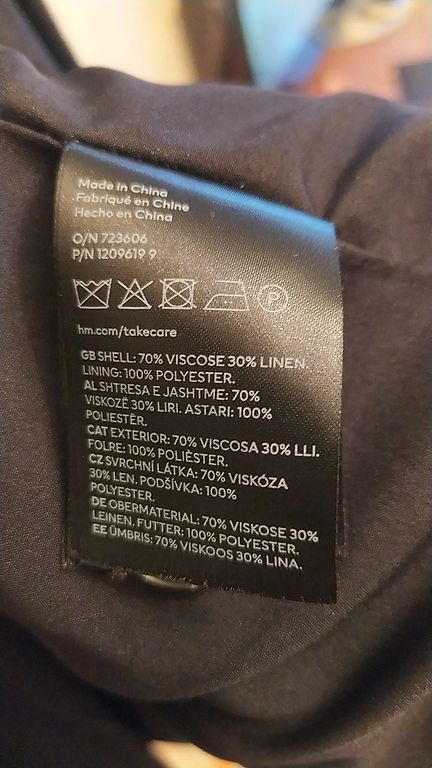 Made in China
Fabriqué en Chine
Hecho en China
O/N 723606
P/N 1209619 9
P
hm.com/takecare
GB SHELL: 70% VISCOSE 30% LINEN.
LINING: 100% POLYESTER.
AL SHTRESA E JASHTME: 70%
VISKOZË 30% LIRI. ASTARI: 100%
POLIESTËR.
CAT EXTERIOR: 70% VISCOSA 30% LLI.
FOLRE: 100% POLIÈSTER.
CZ SVRCHNÍ LÁTKA: 70% VISKÓZA
30% LEN. PODŠÍVKA: 100%
POLYESTER.
DE OBERMATERIAL: 70% VISKOSE 30%
LEINEN. FUTTER: 100% POLYESTER.
EE ÜMBRIS: 70% VISKOOS 30% LINA.